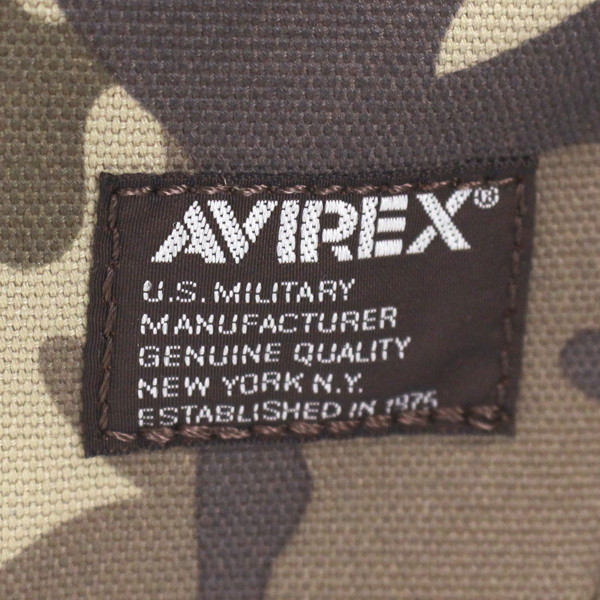 AVIREX®
U.S. MILITARY
MANUFACTURER
GENUINE QUALITY
NEW YORK N.Y.
ESTABLISHED IN 1975